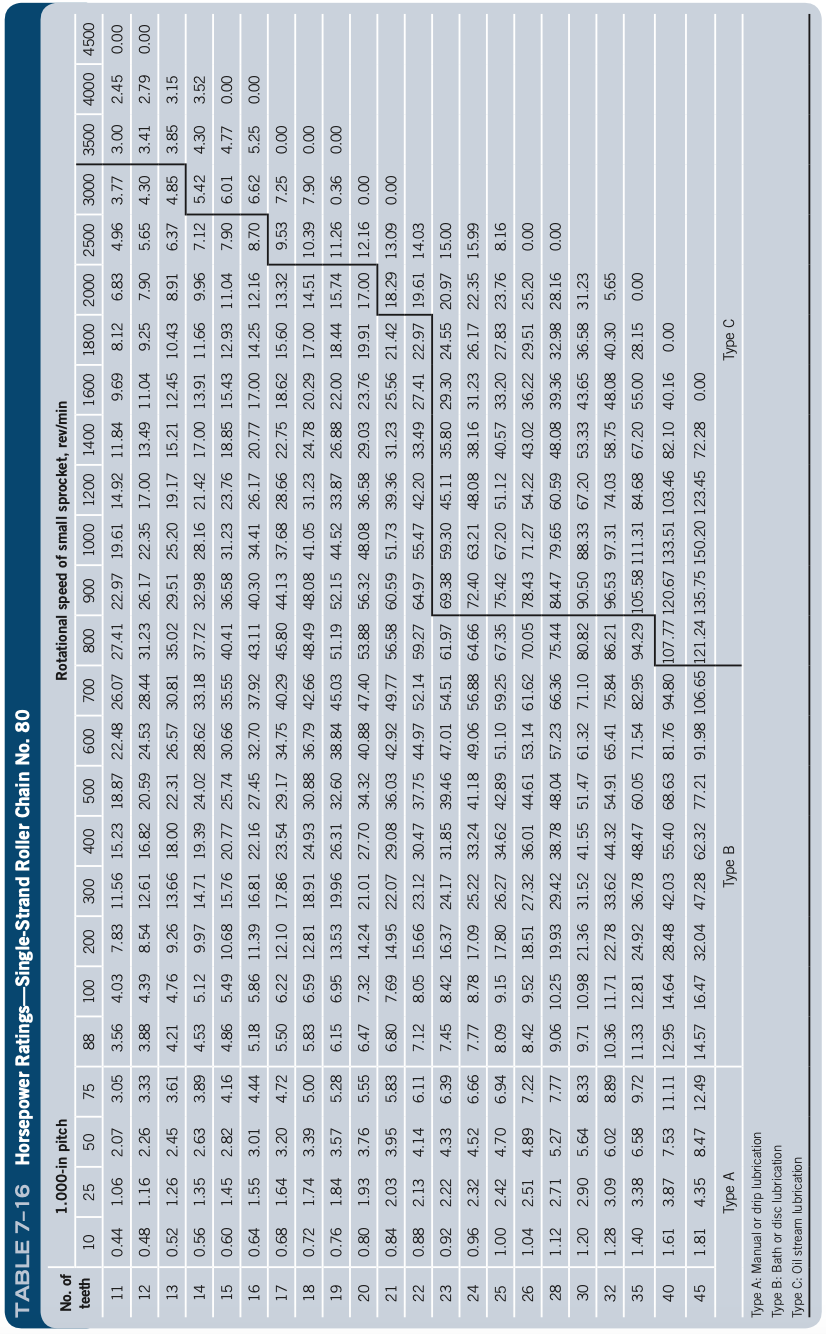 TABLE 7–16 Horsepower Ratings—Single-Strand Roller Chain No. 80
No. of teeth 1.000-in pitch Rotational speed of small sprocket, rev/min
10 25 50 75 88 100 200 300 400 500 600 700 800 900 1000 1200 1400 1600 1800 2000 2500 3000 3500 4000 4500
11 0.44 1.06 2.07 3.05 3.56 4.03 7.83 11.56 15.23 18.87 22.48 26.07 27.41 22.97 19.61 14.92 11.84 9.69 8.12 6.83 4.96 3.77 3.00 2.45 0.00
12 0.48 1.16 2.26 3.33 3.88 4.39 8.54 12.61 16.82 20.59 24.53 28.44 31.23 26.17 22.35 17.00 13.49 11.04 9.25 7.90 5.65 4.30 3.41 2.79 0.00
13 0.52 1.26 2.45 3.61 4.21 4.76 9.26 13.66 18.00 22.31 26.57 30.81 35.02 29.51 25.20 19.17 15.21 12.45 10.43 8.91 6.37 4.85 3.85 3.15
14 0.56 1.35 2.63 3.89 4.53 5.12 9.97 14.71 19.39 24.02 28.62 33.18 37.72 32.98 28.16 21.42 17.00 13.91 11.66 9.96 7.12 5.42 4.30 3.52
15 0.60 1.45 2.82 4.16 4.86 5.49 10.68 15.76 20.77 25.74 30.66 35.55 40.41 36.58 31.23 23.76 18.85 15.43 12.93 11.04 7.90 6.01 4.77 0.00
16 0.64 1.55 3.01 4.44 5.18 5.86 11.39 16.81 22.16 27.45 32.70 37.92 43.11 40.30 34.41 26.17 20.77 17.00 14.25 12.16 8.70 6.62 5.25 0.00
17 0.68 1.64 3.20 4.72 5.50 6.22 12.10 17.86 23.54 29.17 34.75 40.29 45.80 44.13 37.68 28.66 22.75 18.62 15.60 13.32 9.53 7.25 0.00
18 0.72 1.74 3.39 5.00 5.83 6.59 12.81 18.91 24.93 30.88 36.79 42.66 48.49 48.08 41.05 31.23 24.78 20.29 17.00 14.51 10.39 7.90 0.00
19 0.76 1.84 3.57 5.28 6.15 6.95 13.53 19.96 26.31 32.60 38.84 45.03 51.19 52.15 44.52 33.87 26.88 22.00 18.44 15.74 11.26 0.36 0.00
20 0.80 1.93 3.76 5.55 6.47 7.32 14.24 21.01 27.70 34.32 40.88 47.40 53.88 56.32 48.08 36.58 29.03 23.76 19.91 17.00 12.16 0.00
21 0.84 2.03 3.95 5.83 6.80 7.69 14.95 22.07 29.08 36.03 42.92 49.77 56.58 60.59 51.73 39.36 31.23 25.56 21.42 18.29 13.09 0.00
22 0.88 2.13 4.14 6.11 7.12 8.05 15.66 23.12 30.47 37.75 44.97 52.14 59.27 64.97 55.47 42.20 33.49 27.41 22.97 19.61 14.03
23 0.92 2.22 4.33 6.39 7.45 8.42 16.37 24.17 31.85 39.46 47.01 54.51 61.97 69.38 59.30 45.11 35.80 29.30 24.55 20.97 15.00
24 0.96 2.32 4.52 6.66 7.77 8.78 17.09 25.22 33.24 41.18 49.06 56.88 64.66 72.40 63.21 48.08 38.16 31.23 26.17 22.35 15.99
25 1.00 2.42 4.70 6.94 8.09 9.15 17.80 26.27 34.62 42.89 51.10 59.25 67.35 75.42 67.20 51.12 40.57 33.20 27.83 23.76 8.16
26 1.04 2.51 4.89 7.22 8.42 9.52 18.51 27.32 36.01 44.61 53.14 61.62 70.05 78.43 71.27 54.22 43.02 36.22 29.51 25.20 0.00
28 1.12 2.71 5.27 7.77 9.06 10.25 19.93 29.42 38.78 48.04 57.23 66.36 75.44 84.47 79.65 60.59 48.08 39.36 32.98 28.16 0.00
30 1.20 2.90 5.64 8.33 9.71 10.98 21.36 31.52 41.55 51.47 61.32 71.10 80.82 90.50 88.33 67.20 53.33 43.65 36.58 31.23
32 1.28 3.09 6.02 8.89 10.36 11.71 22.78 33.62 44.32 54.91 65.41 75.84 86.21 96.53 97.31 74.03 58.75 48.08 40.30 5.65
35 1.40 3.38 6.58 9.72 11.33 12.81 24.92 36.78 48.47 60.05 71.54 82.95 94.29 105.58 111.31 84.68 67.20 55.00 28.15 0.00
40 1.61 3.87 7.53 11.11 12.95 14.64 28.48 42.03 55.40 68.63 81.76 94.80 107.77 120.67 133.51 103.46 82.10 40.16 0.00
45 1.81 4.35 8.47 12.49 14.57 16.47 32.04 47.28 62.32 77.21 91.98 106.65 121.24 135.75 150.20 123.45 72.28 0.00
Type A Type B Type C
Type A: Manual or drip lubrication
Type B: Bath or disc lubrication
Type C: Oil stream lubrication